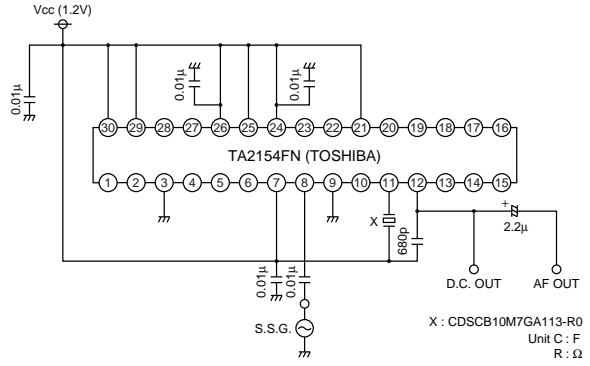 Vcc (1.2V)
0.01μ
0.01μ
0.01μ
30 29 28 27 26 25 24 23 22 21 20 19 18 17 16
TA2154FN (TOSHIBA)
1 2 3 4 5 6 7 8 9 10 11 12 13 14 15
X
680p
+
2.2μ
0.01μ
0.01μ
D.C. OUT
AF OUT
S.S.G.
X : CDSCB10M7GA113-R0
Unit C : F
R : Ω